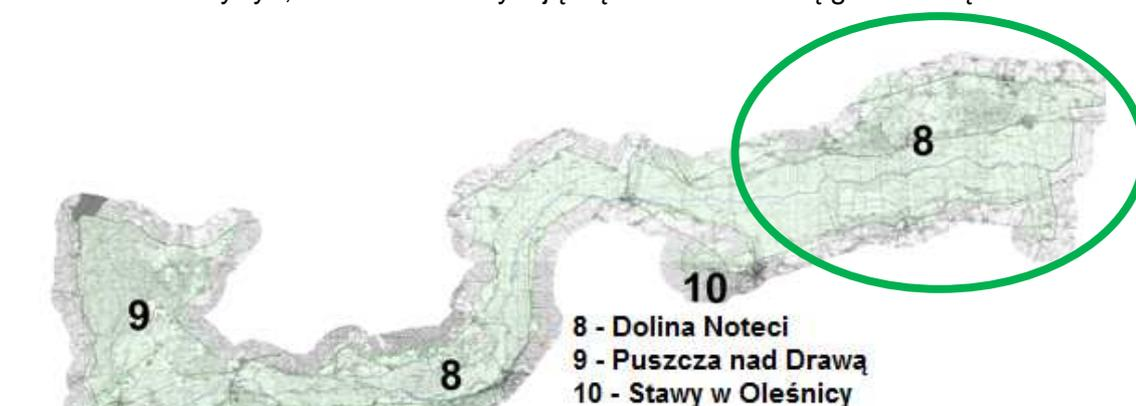 8
9
10
8
8 - Dolina Noteci
9 - Puszcza nad Drawą
10 - Stawy w Oleśnicy